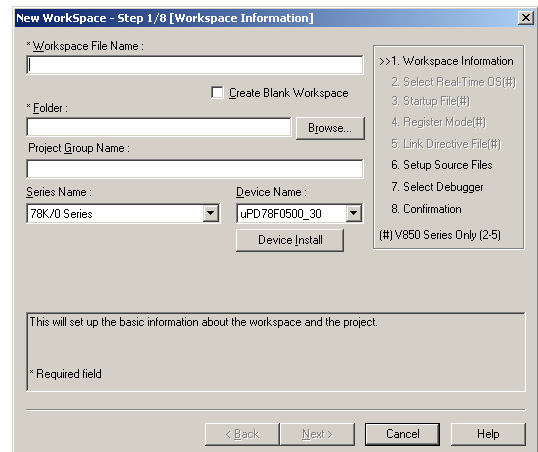 New WorkSpace - Step 1/8 [Workspace Information]
* Workspace File Name :
Create Blank Workspace
* Folder :
Browse...
Project Group Name :
Series Name :
Device Name :
78K/0 Series
uPD78F0500_30
Device Install
>>1. Workspace Information
2. Select Real-Time OS(#)
3. Startup File(#)
4. Register Mode(#)
5. Link Directive File(#)
6. Setup Source Files
7. Select Debugger
8. Confirmation
(#) V850 Series Only (2-5)
This will set up the basic information about the workspace and the project.
* Required field
< Back
Next >
Cancel
Help